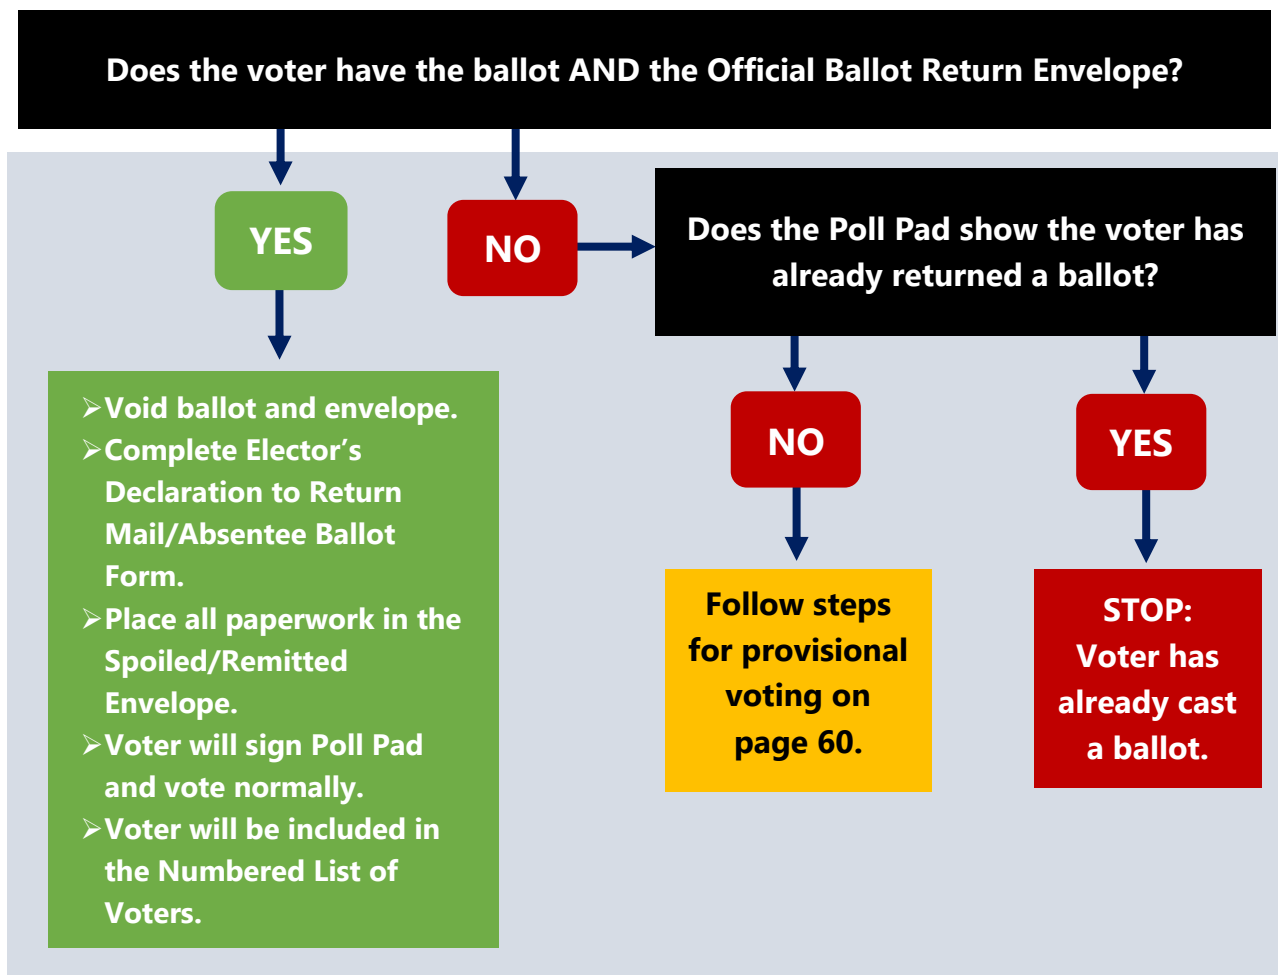 Does the voter have the ballot AND the Official Ballot Return Envelope?
YES
NO
Does the Poll Pad show the voter has
already returned a ballot?
➢Void ballot and envelope.
➢Complete Elector’s
Declaration to Return
Mail/Absentee Ballot
Form.
➢Place all paperwork in the
Spoiled/Remitted
Envelope.
➢Voter will sign Poll Pad
and vote normally.
➢Voter will be included in
the Numbered List of
Voters.
NO
YES
Follow steps
for provisional
voting on
page 60.
STOP:
Voter has
already cast
a ballot.